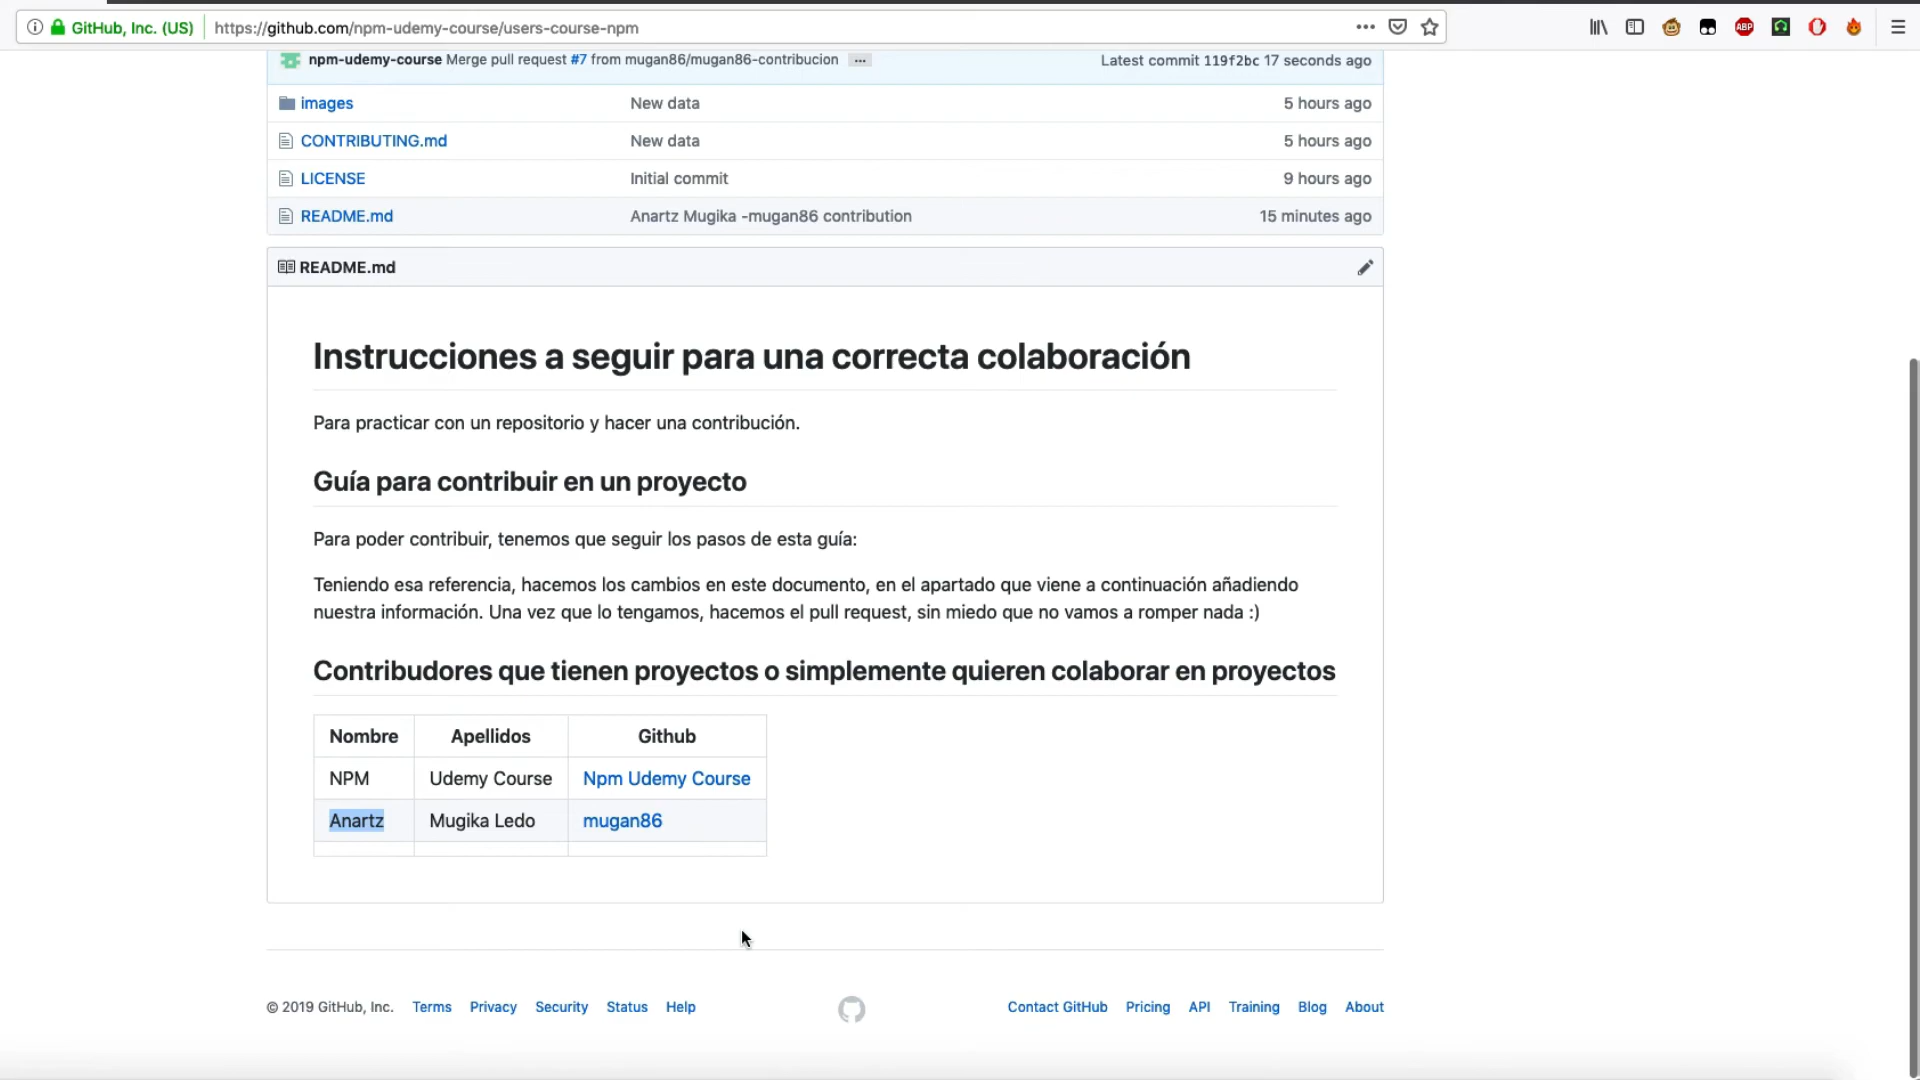 GitHub, Inc. (US) https://github.com/npm-udemy-course/users-course-npm ABP
npm-udemy-course Merge pull request #7 from mugan86/mugan86-contribucion ... Latest commit 119f2bc 17 seconds ago
images New data 5 hours ago
CONTRIBUTING.md New data 5 hours ago
LICENSE Initial commit 9 hours ago
README.md Anartz Mugika -mugan86 contribution 15 minutes ago
README.md
Instrucciones a seguir para una correcta colaboración
Para practicar con un repositorio y hacer una contribución.
Guía para contribuir en un proyecto
Para poder contribuir, tenemos que seguir los pasos de esta guía:
Teniendo esa referencia, hacemos los cambios en este documento, en el apartado que viene a continuación añadiendo
nuestra información. Una vez que lo tengamos, hacemos el pull request, sin miedo que no vamos a romper nada :)
Contribudores que tienen proyectos o simplemente quieren colaborar en proyectos
Nombre Apellidos Github
NPM Udemy Course Npm Udemy Course
Anartz Mugika Ledo mugan86
© 2019 GitHub, Inc. Terms Privacy Security Status Help Contact GitHub Pricing API Training Blog About